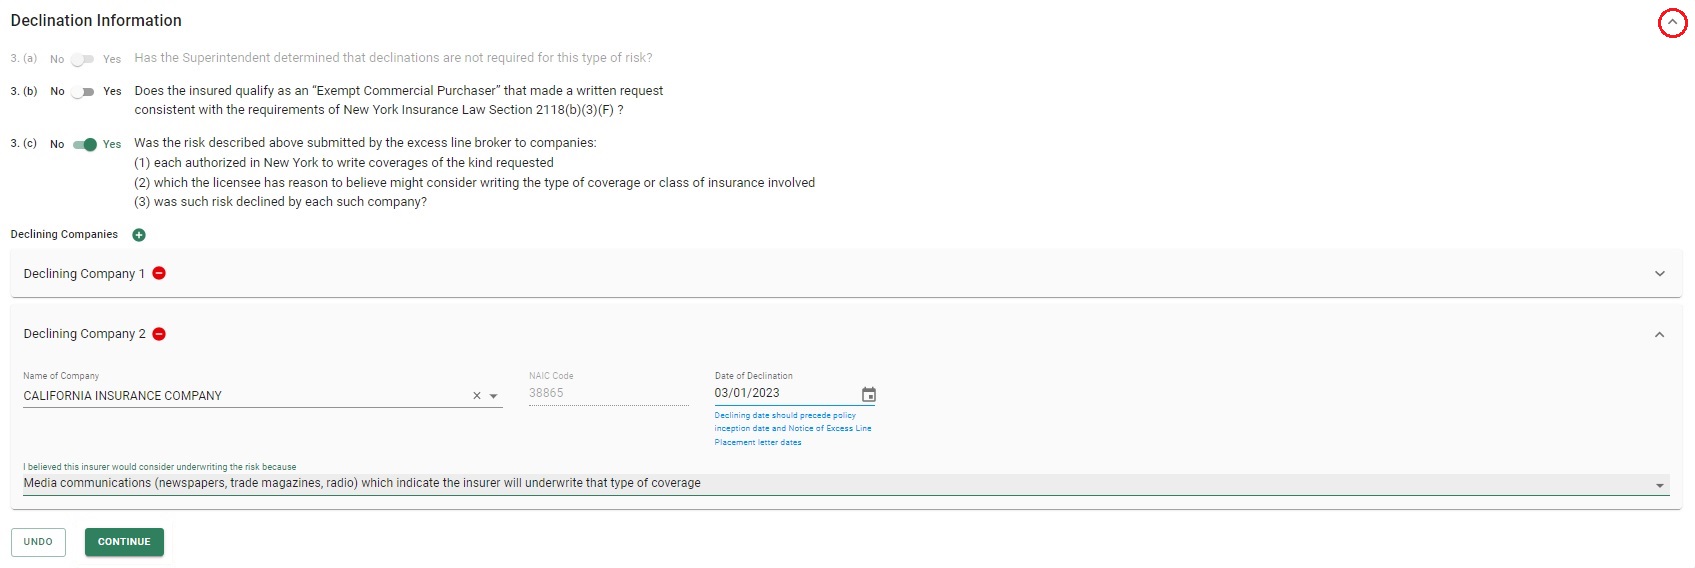 Declination Information
3. (a) No Yes Has the Superintendent determined that declinations are not required for this type of risk?
3. (b) No Yes Does the insured qualify as an “Exempt Commercial Purchaser” that made a written request
consistent with the requirements of New York Insurance Law Section 2118(b)(3)(F) ?
3. (c) No Yes Was the risk described above submitted by the excess line broker to companies:
(1) each authorized in New York to write coverages of the kind requested
(2) which the licensee has reason to believe might consider writing the type of coverage or class of insurance involved
(3) was such risk declined by each such company?
Declining Companies
Declining Company 1
Declining Company 2
Name of Company NAIC Code Date of Declination
CALIFORNIA INSURANCE COMPANY 38865 03/01/2023
Declining date should precede policy
inception date and Notice of Excess Line
Placement letter dates
I believed this insurer would consider underwriting the risk because
Media communications (newspapers, trade magazines, radio) which indicate the insurer will underwrite that type of coverage
UNDO CONTINUE